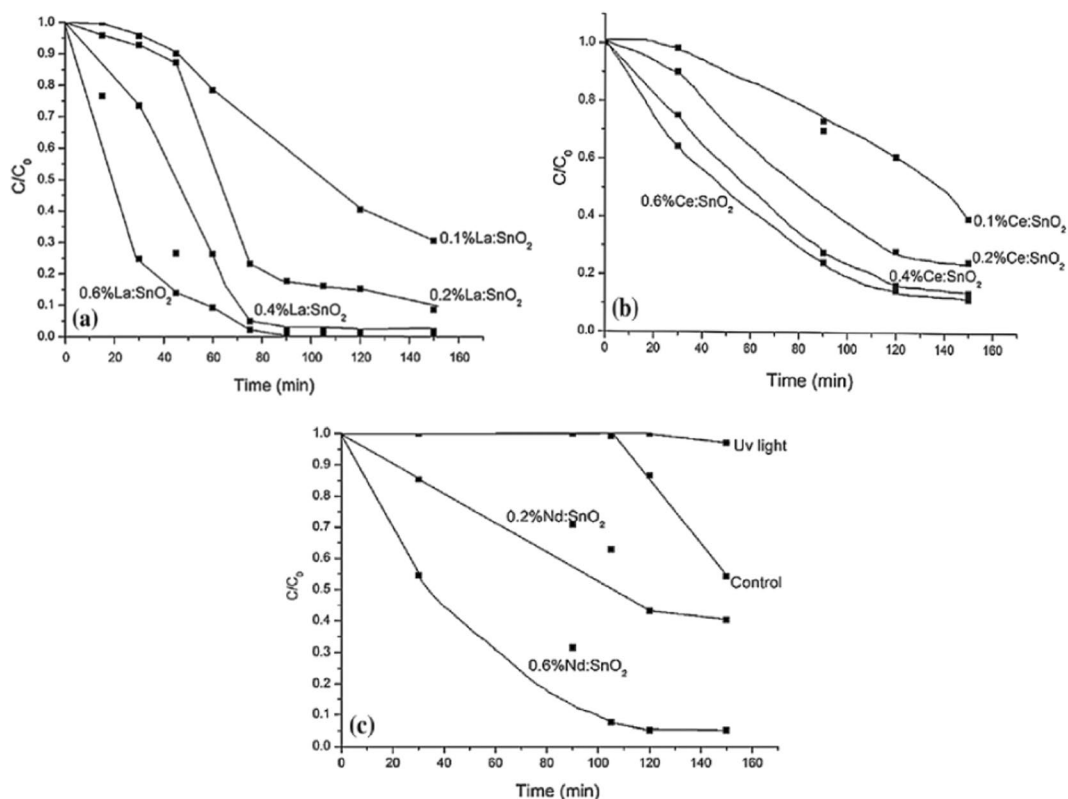 1.0
0.9
0.8
0.7
0.6
0.5
0.4
0.3
0.2
0.1
0.0
C/C₀
0.1%La:SnO₂
0.2%La:SnO₂
0.6%La:SnO₂
0.4%La:SnO₂
(a)
0 20 40 60 80 100 120 140 160
Time (min)
1.0
0.8
0.6
0.4
0.2
0.0
C/C₀
0.6%Ce:SnO₂
0.1%Ce:SnO₂
0.2%Ce:SnO₂
0.4%Ce:SnO₂
(b)
0 20 40 60 80 100 120 140 160
Time (min)
1.0
0.9
0.8
0.7
0.6
0.5
0.4
0.3
0.2
0.1
0.0
C/C₀
Uv light
0.2%Nd:SnO₂
Control
0.6%Nd:SnO₂
(c)
0 20 40 60 80 100 120 140 160
Time (min)